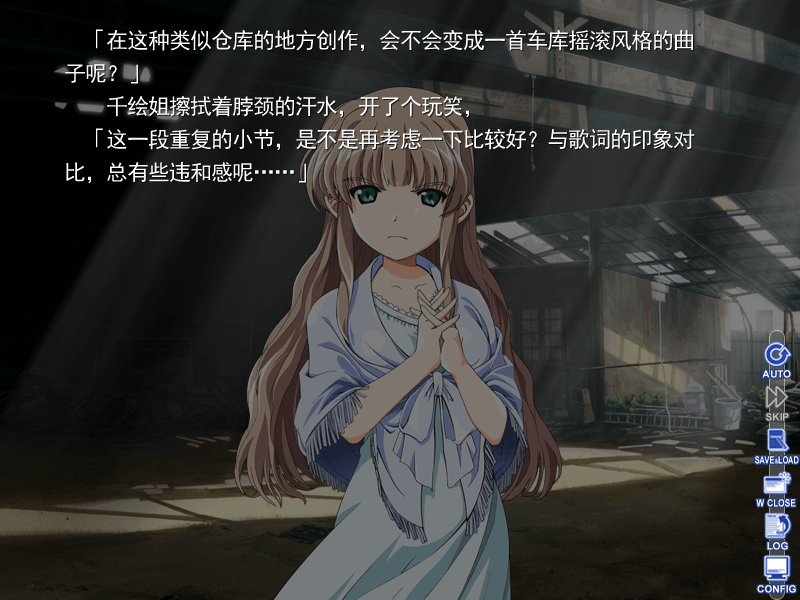 「在这种类似仓库的地方创作，会不会变成一首车库摇滚风格的曲
子呢？」
千绘姐擦拭着脖颈的汗水，开了个玩笑，
「这一段重复的小节，是不是再考虑一下比较好？与歌词的印象对
比，总有些违和感呢……」
AUTO
SKIP
SAVE&LOAD
W CLOSE
LOG
CONFIG